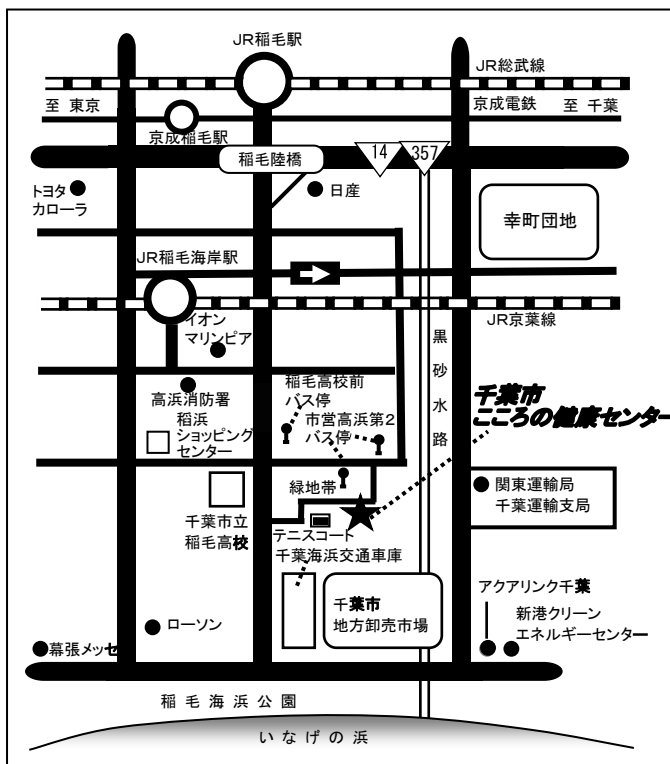 JR稲毛駅
JR総武線
至 東京
京成電鉄
至 千葉
京成稲毛駅
14
357
稲毛陸橋
トヨタ
カローラ
日産
幸町団地
JR稲毛海岸駅
JR京葉線
イオン
マリンピア
黒砂水路
稲毛高校前
バス停
千葉市
こころの健康センター
高浜消防署
市営高浜第2
バス停
稲浜
ショッピング
センター
緑地帯
関東運輸局
千葉運輸支局
千葉市立
稲毛高校
テニスコート
千葉海浜交通車庫
千葉市
地方卸売市場
アクアリンク千葉
新港クリーン
エネルギーセンター
ローソン
幕張メッセ
稲毛海浜公園
いなげの浜